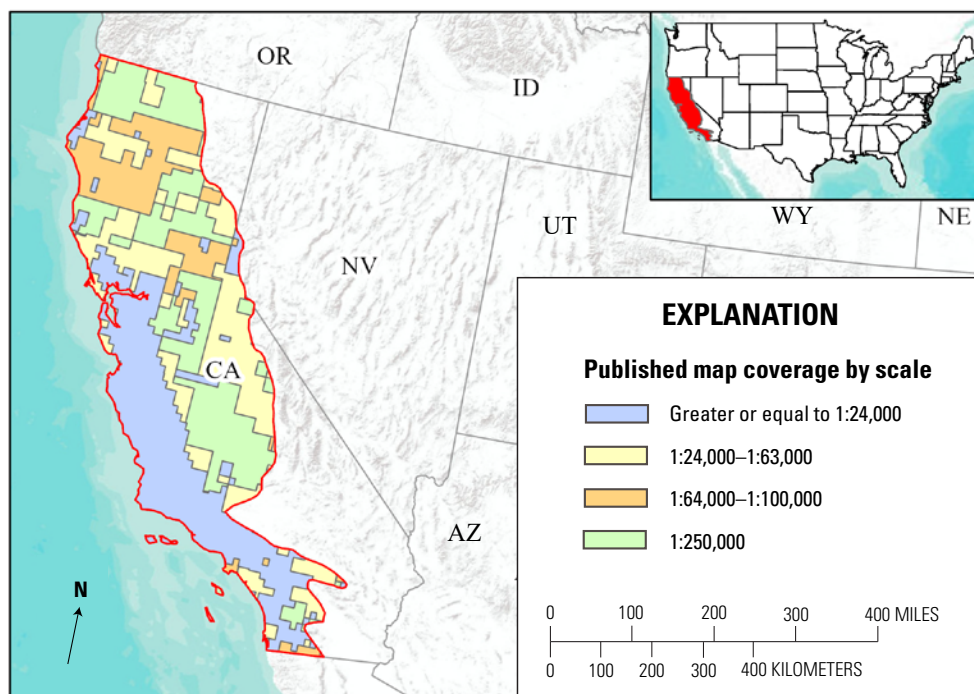 OR
ID
WY
NE
UT
NV
CA
AZ
N
EXPLANATION
Published map coverage by scale
Greater or equal to 1:24,000
1:24,000–1:63,000
1:64,000–1:100,000
1:250,000
0 100 200 300 400 MILES
0 100 200 300 400 KILOMETERS